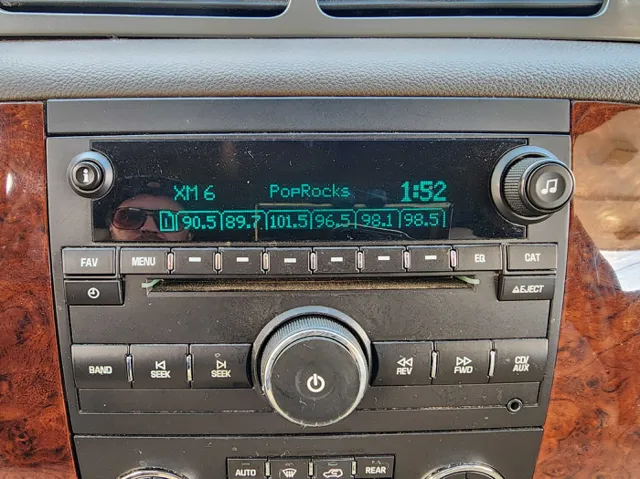 i XM 6 PopRocks 1:52
1 90.5 89.7 101.5 96.5 98.1 98.5
FAV MENU EQ CAT
EJECT
BAND SEEK SEEK REV FWD CD/AUX
AUTO REAR